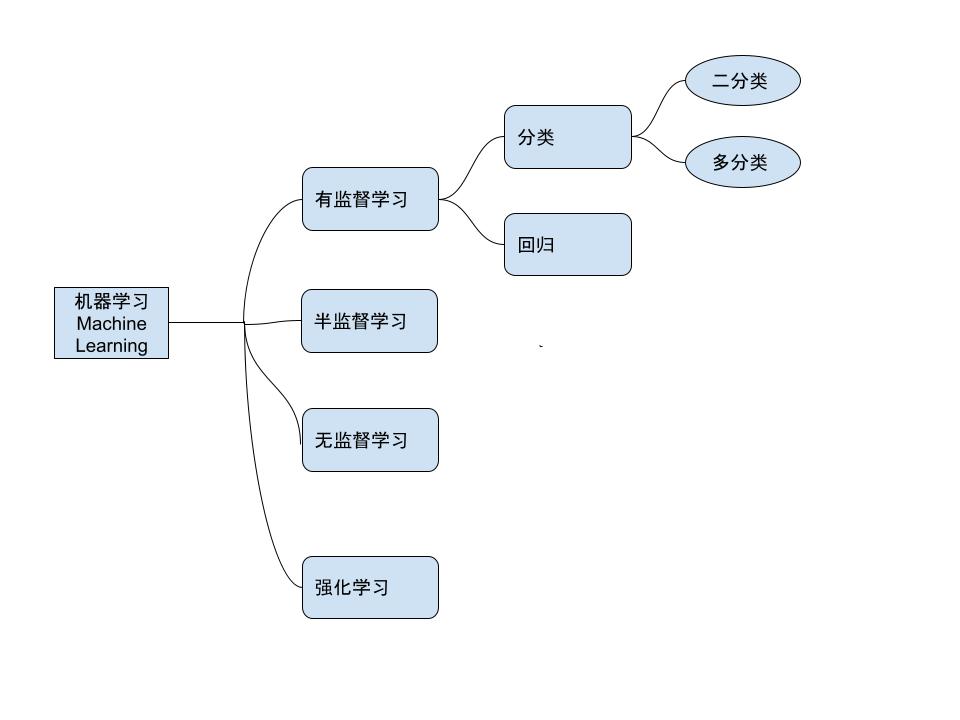 二分类
分类
多分类
有监督学习
回归
机器学习
Machine
Learning
半监督学习
无监督学习
强化学习